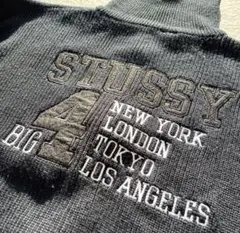 STUSSY
BIG 4
NEW YORK
LONDON
TOKYO
LOS ANGELES